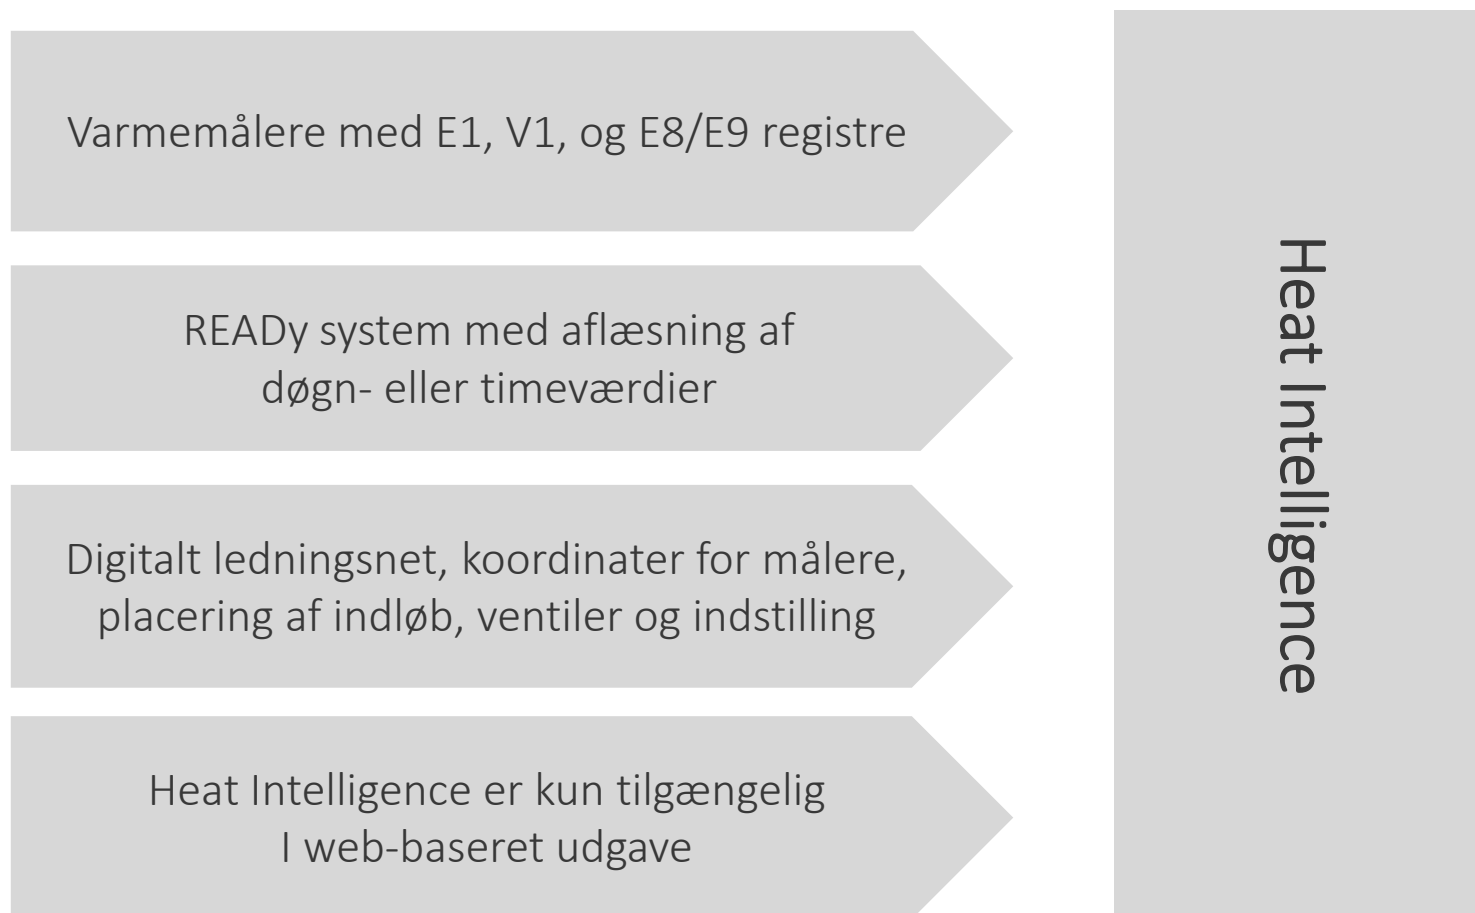 Varmemålere med E1, V1, og E8/E9 registre
READy system med aflæsning af
døgn- eller timeværdier
Digitalt ledningsnet, koordinater for målere,
placering af indløb, ventiler og indstilling
Heat Intelligence er kun tilgængelig
I web-baseret udgave
Heat Intelligence